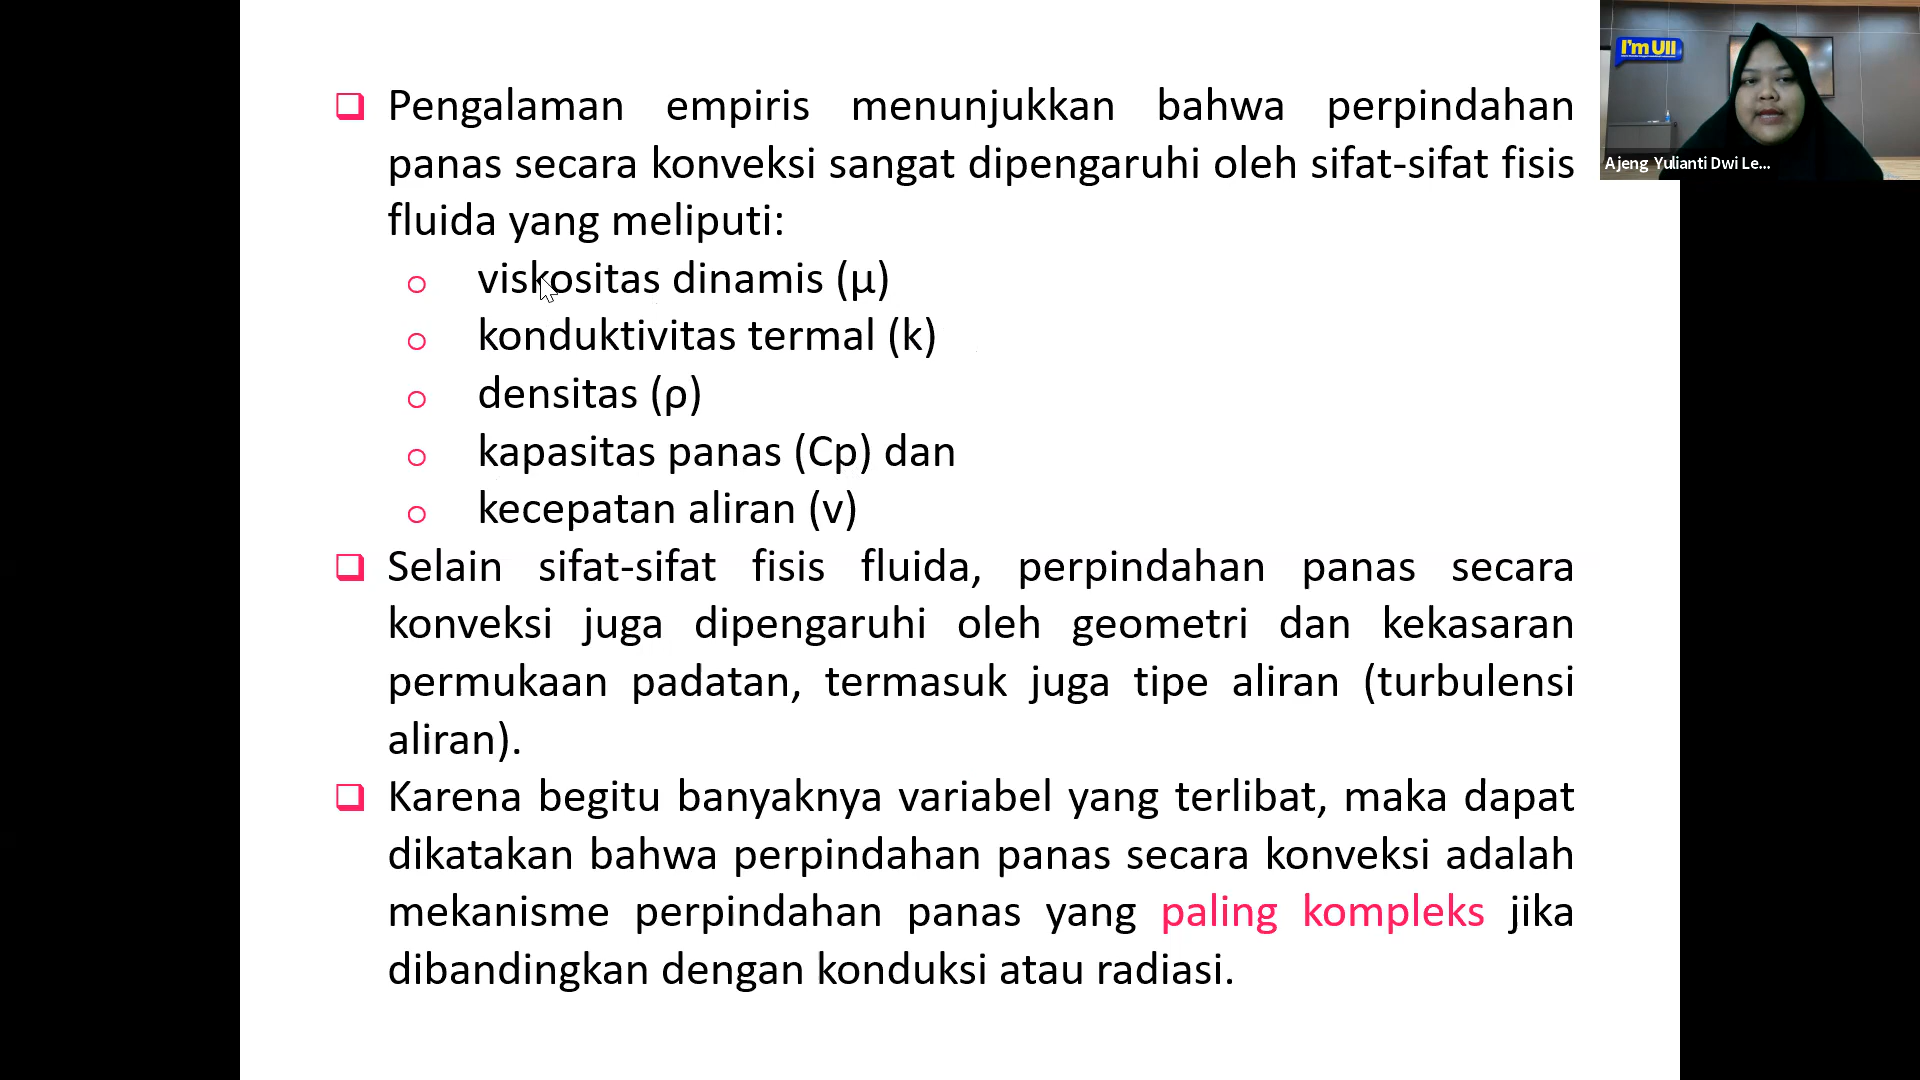 Pengalaman empiris menunjukkan bahwa perpindahan
panas secara konveksi sangat dipengaruhi oleh sifat-sifat fisis
fluida yang meliputi:
viskositas dinamis (μ)
konduktivitas termal (k)
densitas (ρ)
kapasitas panas (Cp) dan
kecepatan aliran (v)
Selain sifat-sifat fisis fluida, perpindahan panas secara
konveksi juga dipengaruhi oleh geometri dan kekasaran
permukaan padatan, termasuk juga tipe aliran (turbulensi
aliran).
Karena begitu banyaknya variabel yang terlibat, maka dapat
dikatakan bahwa perpindahan panas secara konveksi adalah
mekanisme perpindahan panas yang paling kompleks jika
dibandingkan dengan konduksi atau radiasi.
I'm UII
Ajeng Yulianti Dwi Le...